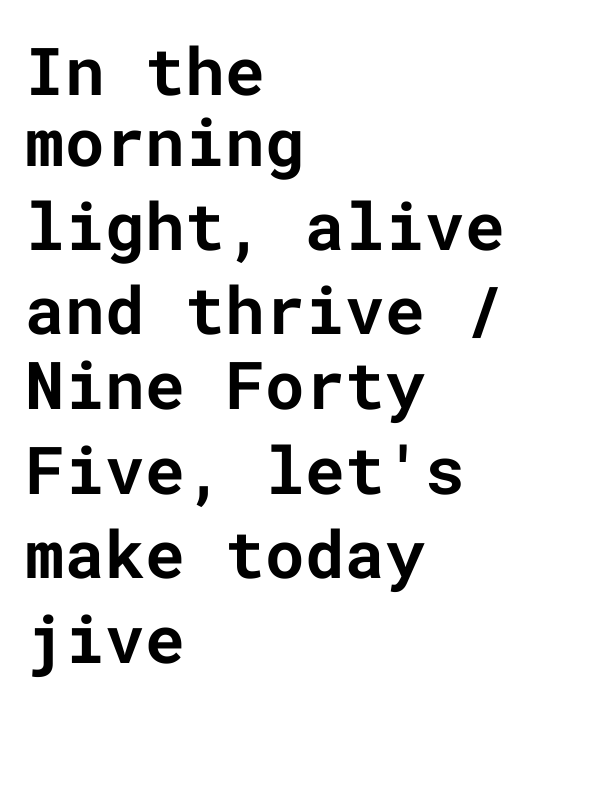 In the
morning
light, alive
and thrive /
Nine Forty
Five, let's
make today
jive